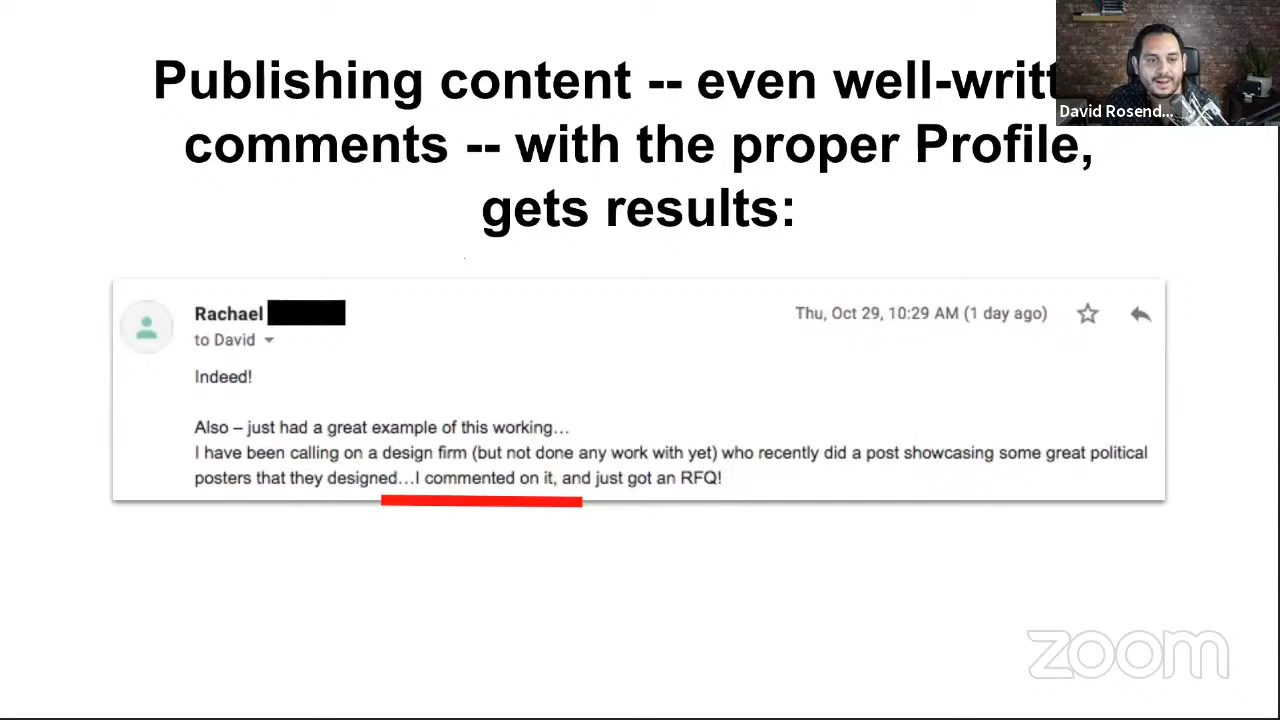 Publishing content -- even well-writt
comments -- with the proper Profile,
gets results:
David Rosend...
Rachael
Thu, Oct 29, 10:29 AM (1 day ago)
to David
Indeed!
Also – just had a great example of this working…
I have been calling on a design firm (but not done any work with yet) who recently did a post showcasing some great political
posters that they designed…I commented on it, and just got an RFQ!
zoom